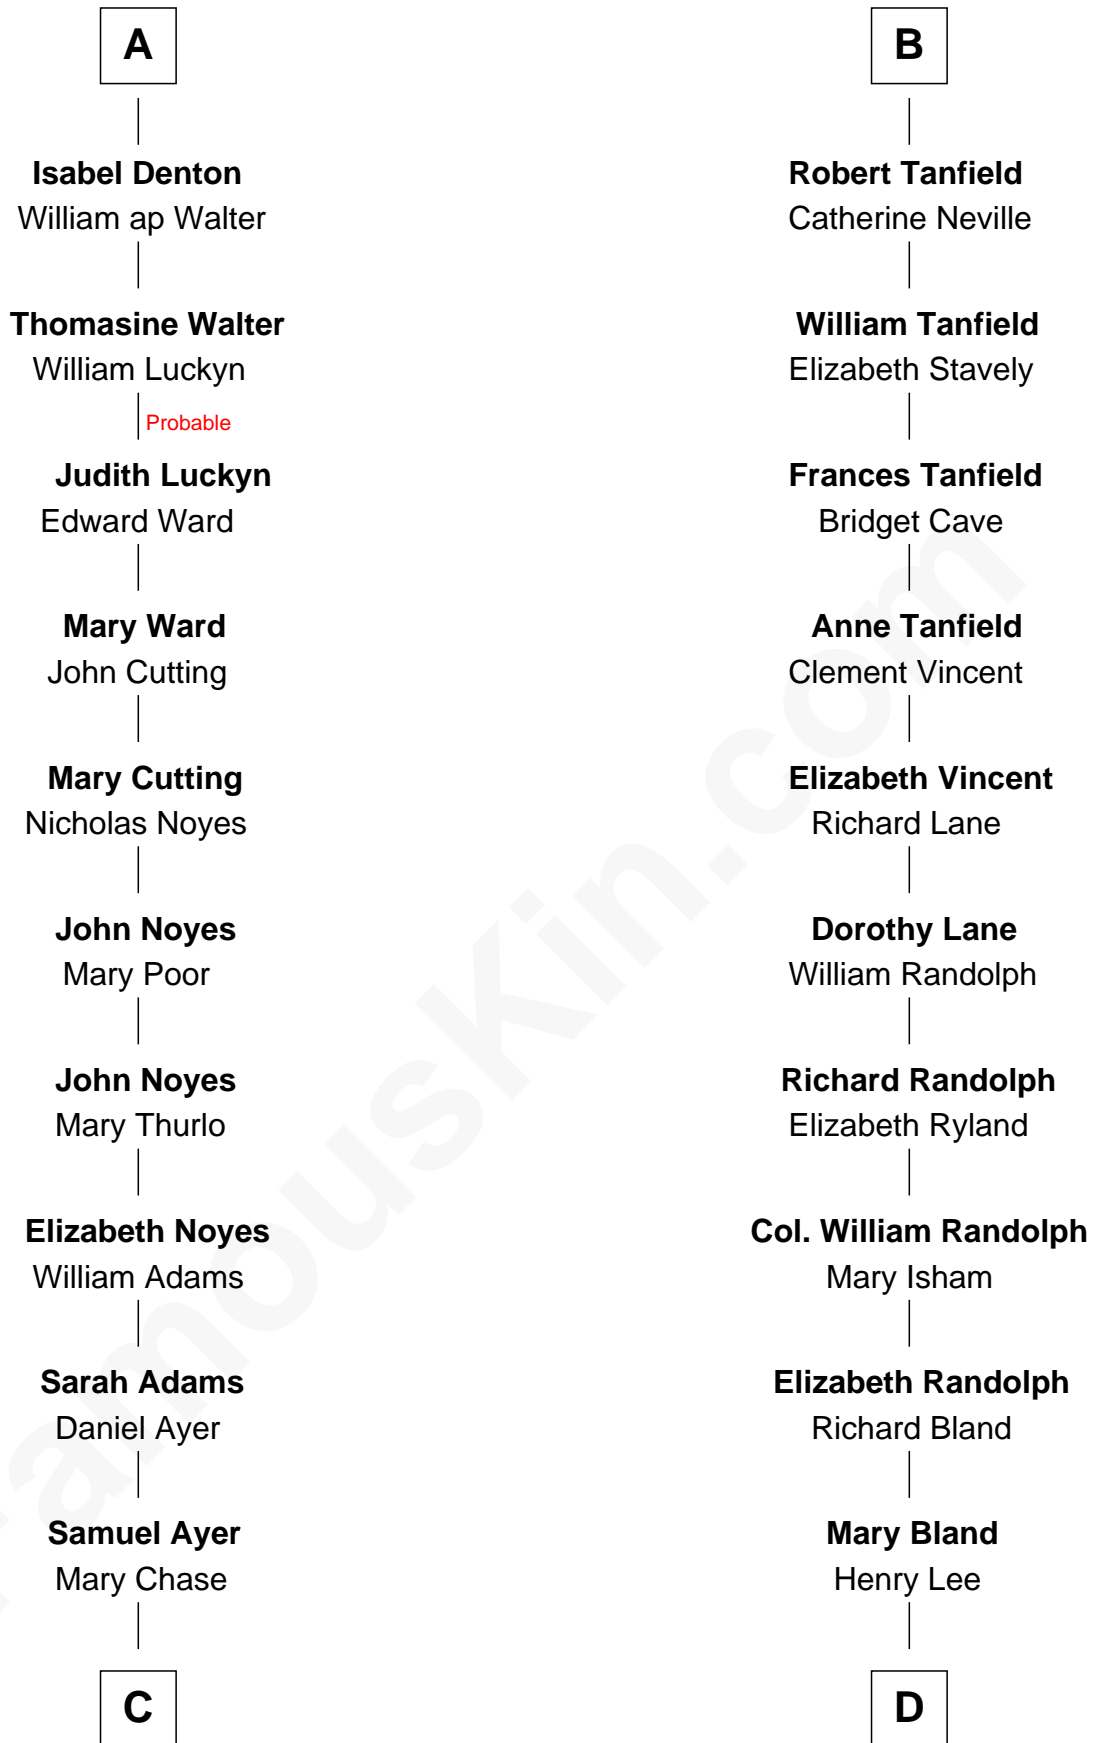 A
Isabel Denton
William ap Walter
Thomasine Walter
William Luckyn
Probable
Judith Luckyn
Edward Ward
Mary Ward
John Cutting
Mary Cutting
Nicholas Noyes
John Noyes
Mary Poor
John Noyes
Mary Thurlo
Elizabeth Noyes
William Adams
Sarah Adams
Daniel Ayer
Samuel Ayer
Mary Chase
C
B
Robert Tanfield
Catherine Neville
William Tanfield
Elizabeth Stavely
Frances Tanfield
Bridget Cave
Anne Tanfield
Clement Vincent
Elizabeth Vincent
Richard Lane
Dorothy Lane
William Randolph
Richard Randolph
Elizabeth Ryland
Col. William Randolph
Mary Isham
Elizabeth Randolph
Richard Bland
Mary Bland
Henry Lee
D
FamousKin.com